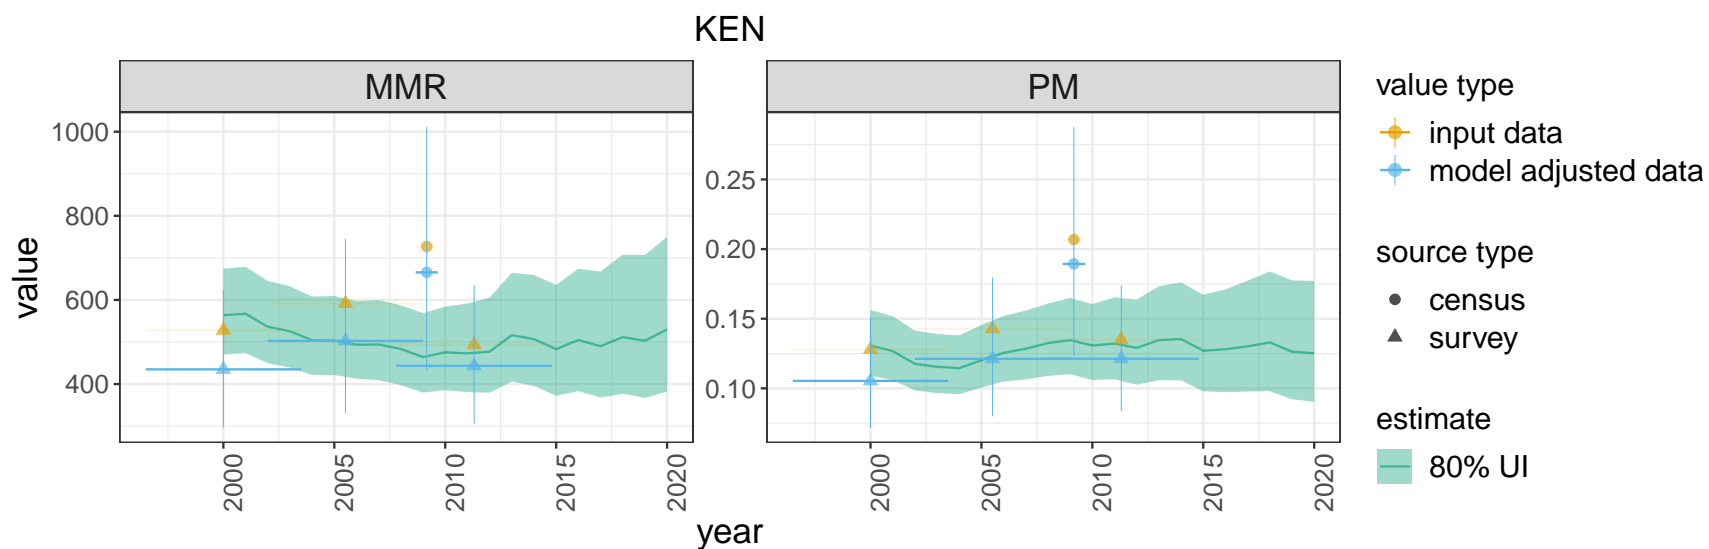 KEN
MMR
PM
value
1000
800
600
400
0.25
0.20
0.15
0.10
2000
2005
2010
2015
2020
2000
2005
2010
2015
2020
year
value type
input data
model adjusted data
source type
census
survey
estimate
80% UI